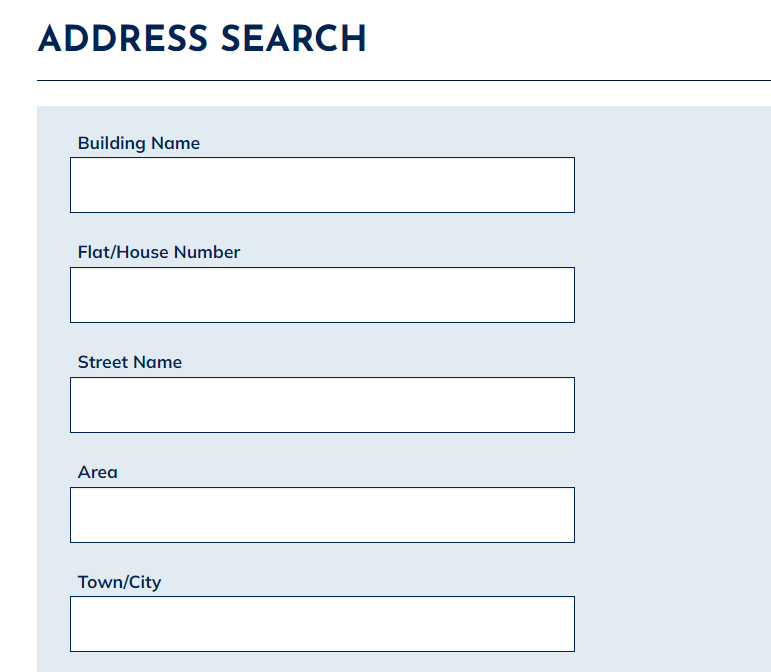 ADDRESS SEARCH
Building Name
Flat/House Number
Street Name
Area
Town/City